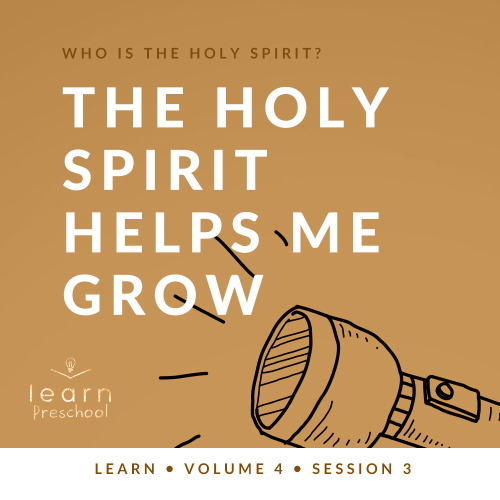 WHO IS THE HOLY SPIRIT?
THE HOLY
SPIRIT
HELPS ME
GROW
learn
Preschool
LEARN • VOLUME 4 • SESSION 3